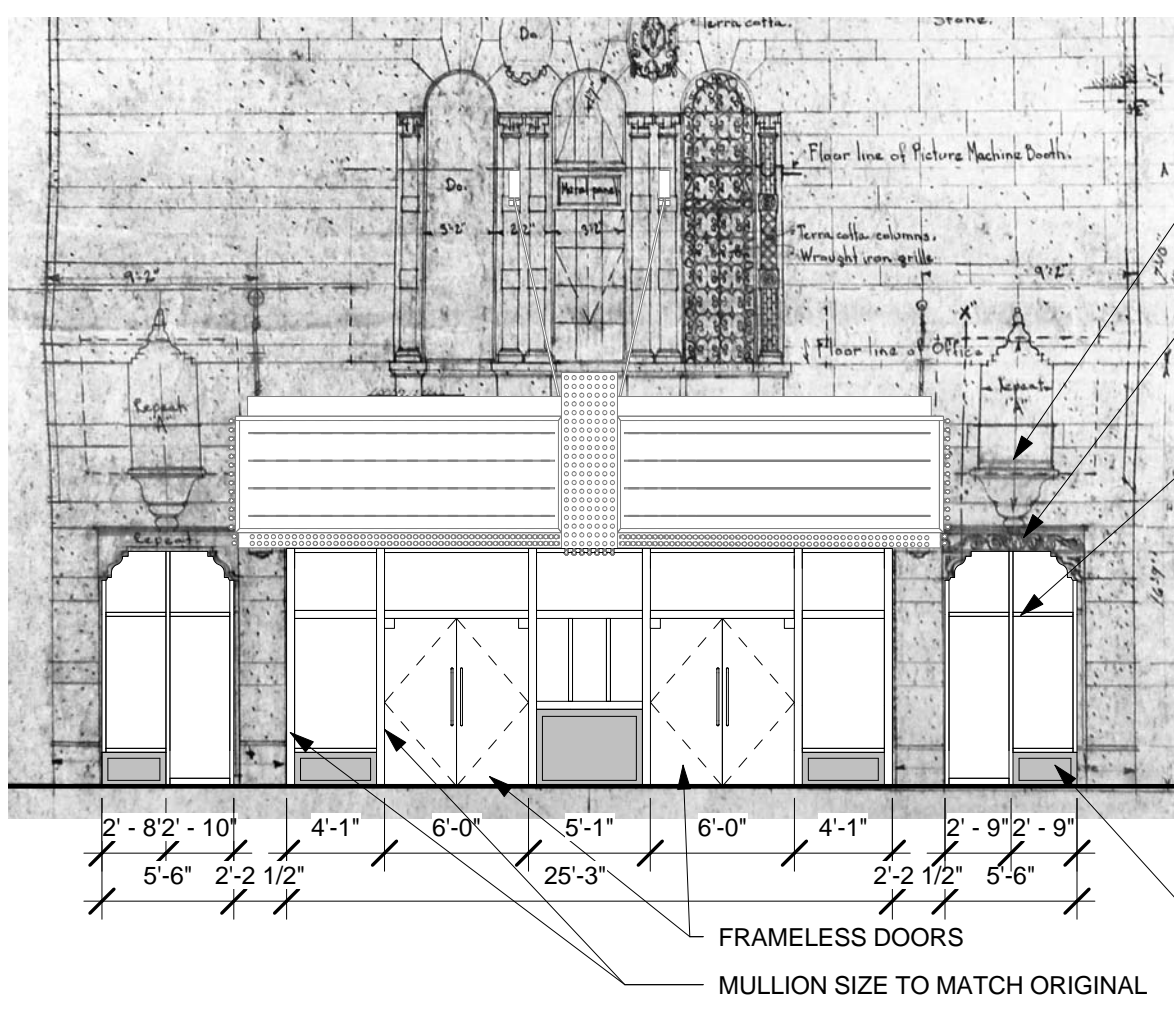 Terra cotta.
Stone.
Do
Floor line of Picture Machine Booth.
Do.
Metal panel
3'-2"
2'-2"
3'-2"
Terra cotta columns.
Wrought iron grille
9'-2"
9'-2"
"X"
Floor line of Office
Repeat
"A"
Repeat
"A"
Repeat.
2' - 8" 2' - 10" 4'-1" 6'-0" 5'-1" 6'-0" 4'-1" 2' - 9" 2' - 9"
5'-6" 2'-2 1/2" 25'-3" 2'-2 1/2" 5'-6"
FRAMELESS DOORS
MULLION SIZE TO MATCH ORIGINAL